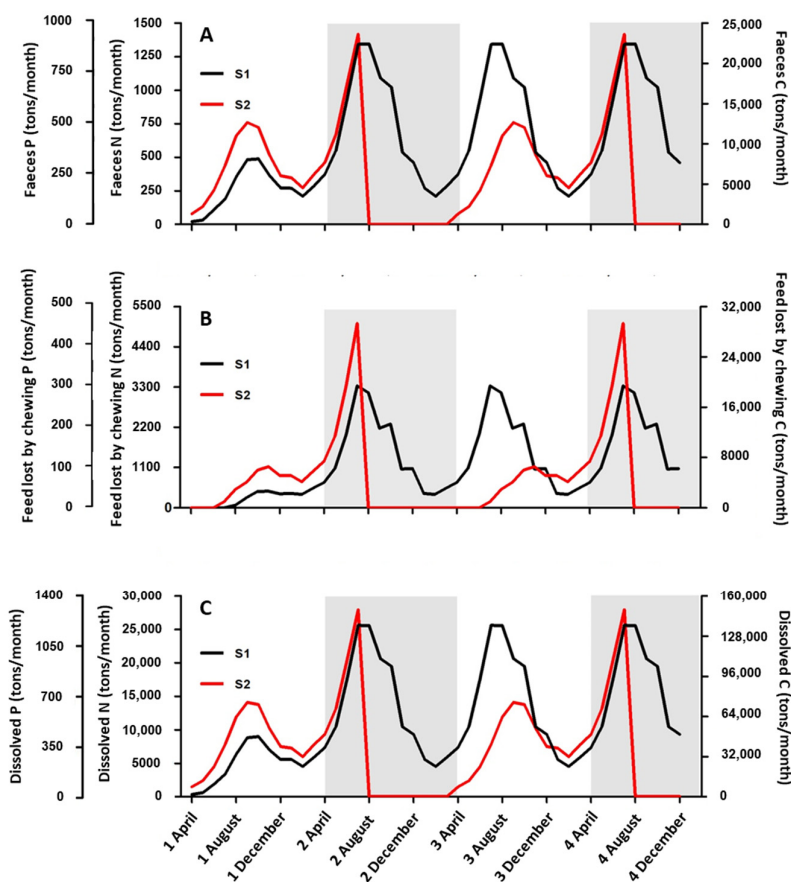 A
S1
S2
Faeces P (tons/month)
1000
750
500
250
0
Faeces N (tons/month)
1500
1250
1000
750
500
250
0
25,000
20,000
15,000
10,000
5000
0
Faeces C (tons/month)
B
S1
S2
Feed lost by chewing P (tons/month)
500
400
300
200
100
0
Feed lost by chewing N (tons/month)
5500
4400
3300
2200
1100
0
32,000
24,000
16,000
8000
0
Feed lost by chewing C (tons/month)
C
S1
S2
Dissolved P (tons/month)
1400
1050
700
350
0
Dissolved N (tons/month)
30,000
25,000
20,000
15,000
10,000
5000
0
160,000
128,000
96,000
64,000
32,000
0
Dissolved C (tons/month)
1 April
1 August
1 December
2 April
2 August
2 December
3 April
3 August
3 December
4 April
4 August
4 December